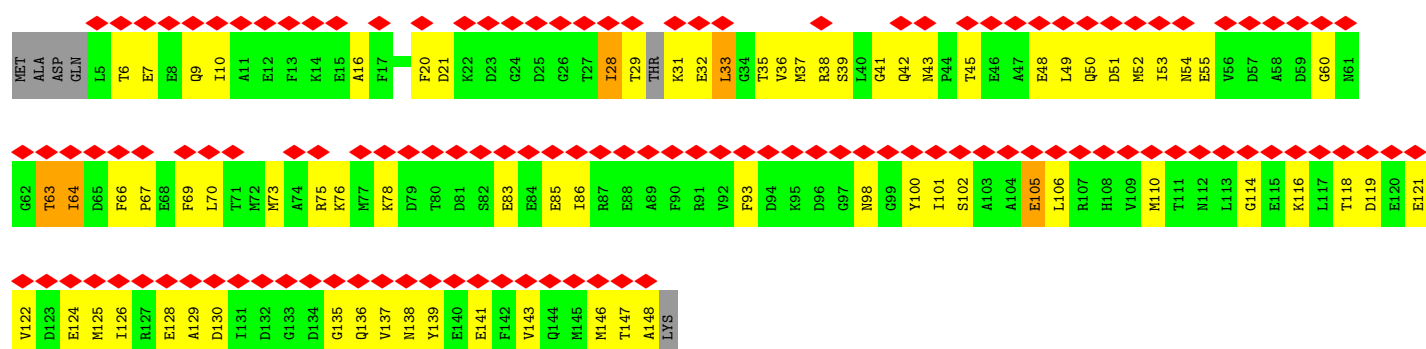 MET ALA ASP GLN L5 T6 E7 E8 Q9 I10 A11 E12 F13 K14 E15 A16 F17 F20 D21 K22 D23 G24 D25 G26 T27 I28 T29 THR K31 E32 L33 G34 T35 V36 M37 R38 S39 L40 G41 Q42 N43 P44 T45 E46 A47 E48 L49 Q50 D51 M52 I53 N54 E55 V56 D57 A58 D59 G60 N61
G62 T63 I64 D65 F66 P67 E68 F69 L70 T71 M72 M73 A74 R75 K76 M77 K78 D79 T80 D81 S82 E83 E84 E85 I86 R87 E88 A89 F90 R91 V92 F93 D94 K95 D96 G97 N98 G99 Y100 I101 S102 A103 A104 E105 L106 R107 H108 V109 M110 T111 N112 L113 G114 E115 K116 L117 T118 D119 E120 E121
V122 D123 E124 M125 I126 R127 E128 A129 D130 I131 D132 G133 D134 G135 Q136 V137 N138 Y139 E140 E141 F142 V143 Q144 M145 M146 T147 A148 LYS